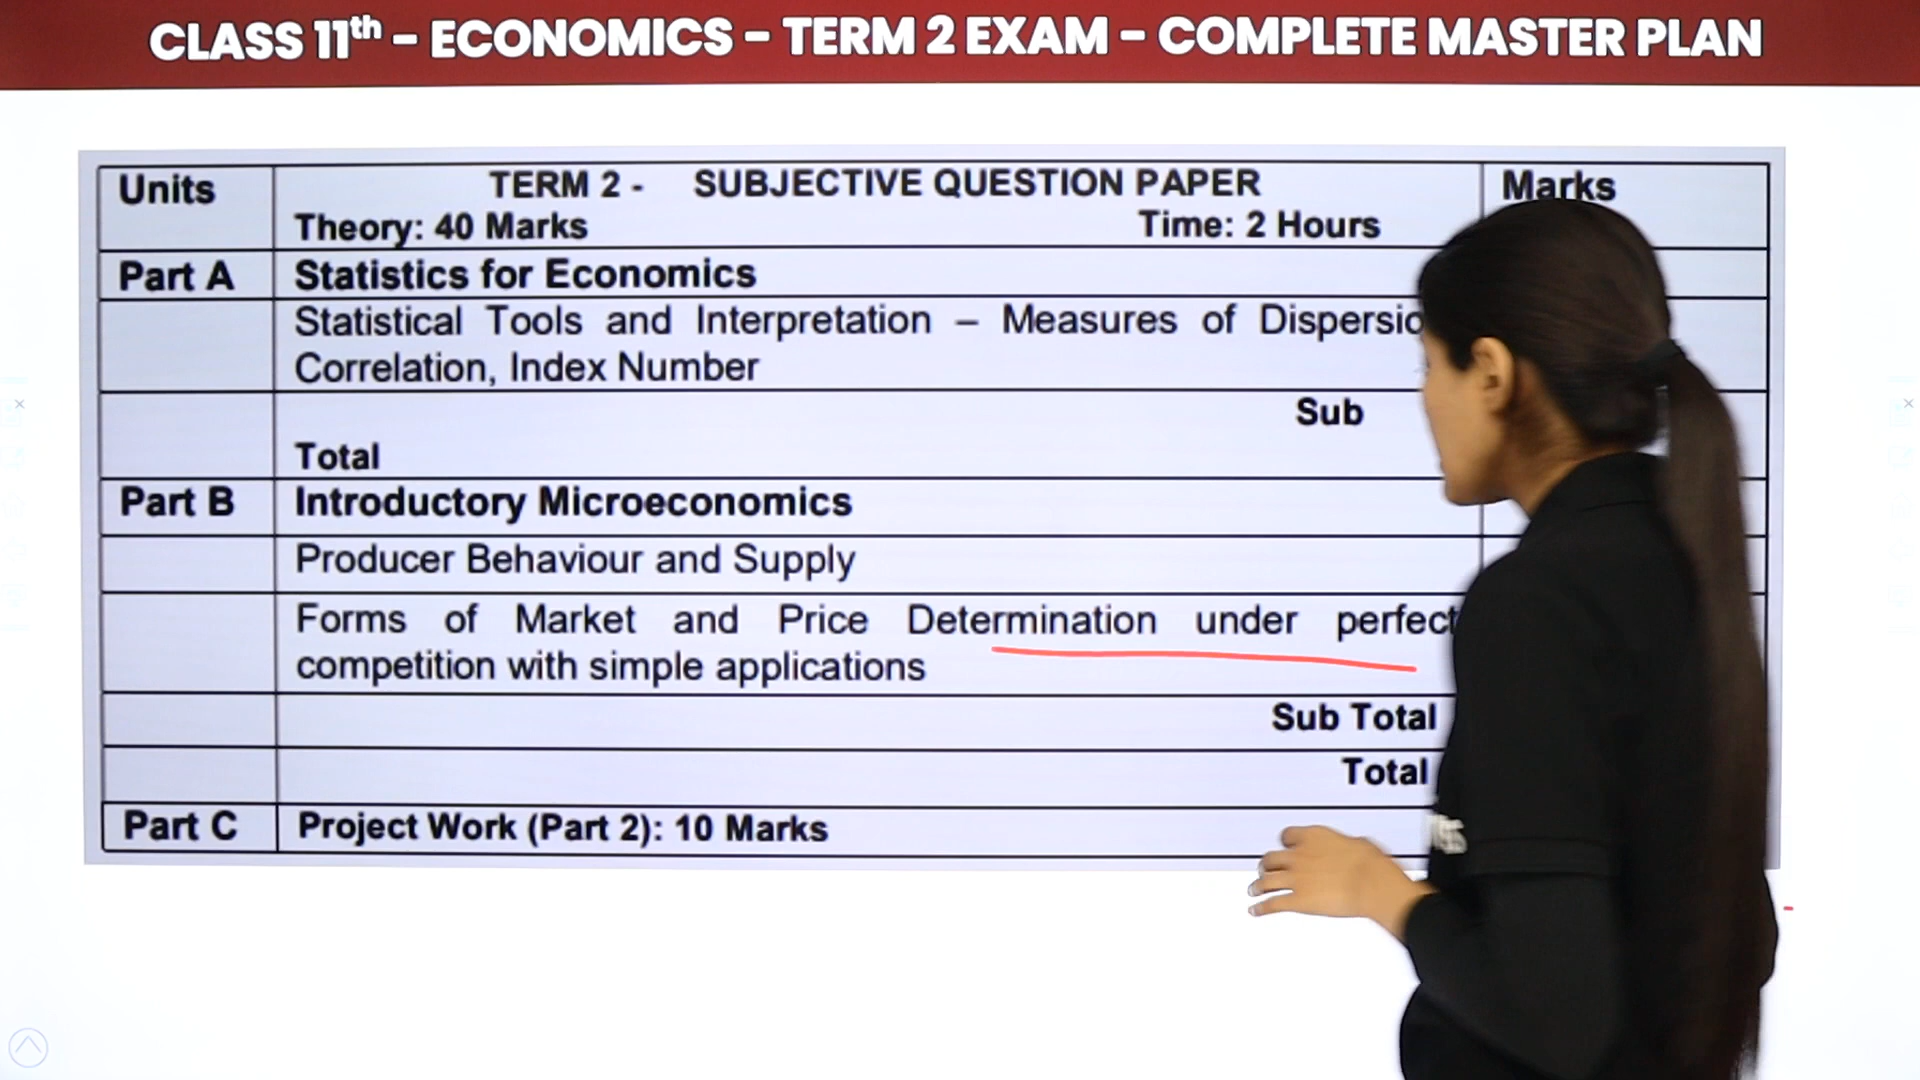 CLASS 11th - ECONOMICS - TERM 2 EXAM - COMPLETE MASTER PLAN
Units TERM 2 - SUBJECTIVE QUESTION PAPER Marks
Theory: 40 Marks Time: 2 Hours
Part A Statistics for Economics
Statistical Tools and Interpretation – Measures of Dispersio
Correlation, Index Number
Sub
Total
Part B Introductory Microeconomics
Producer Behaviour and Supply
Forms of Market and Price Determination under perfect
competition with simple applications
Sub Total
Total
Part C Project Work (Part 2): 10 Marks